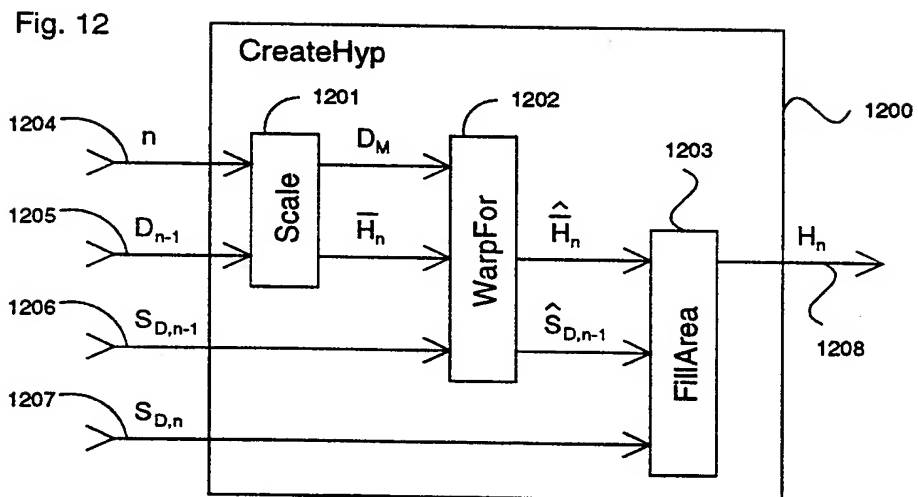 Fig. 12
CreateHyp
1201
1202
1200
1204
n
D_M
1203
Scale
WarpFor
FillArea
1205
D_{n-1}
H̄_n
H̄̂_n
H_n
1206
S_{D,n-1}
Ŝ_{D,n-1}
1208
1207
S_{D,n}